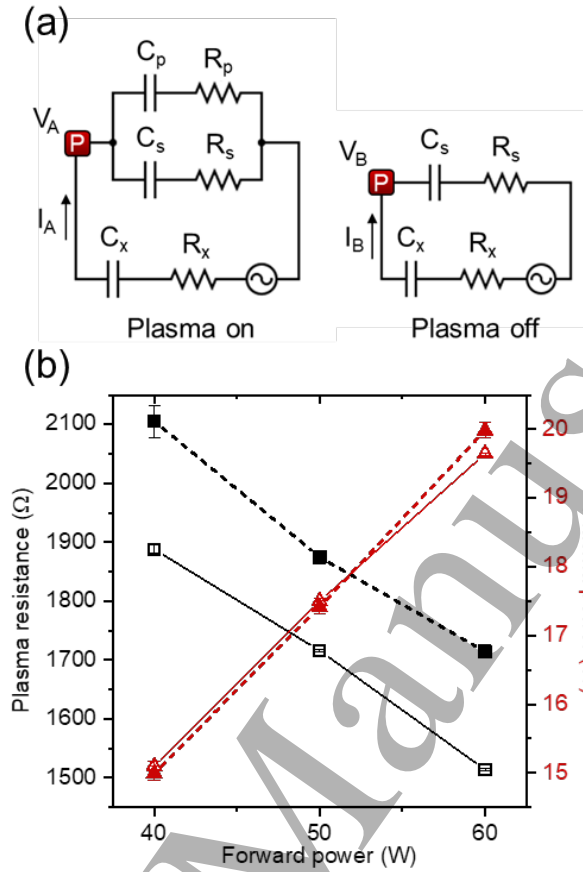 (a)
C_p R_p
V_A P C_s R_s
I_A C_x R_x
Plasma on
V_B P C_s R_s
I_B C_x R_x
Plasma off
(b)
Plasma resistance (Ω)
2100
2000
1900
1800
1700
1600
1500
20
19
18
17
16
15
40 50 60
Forward power (W)
Manus